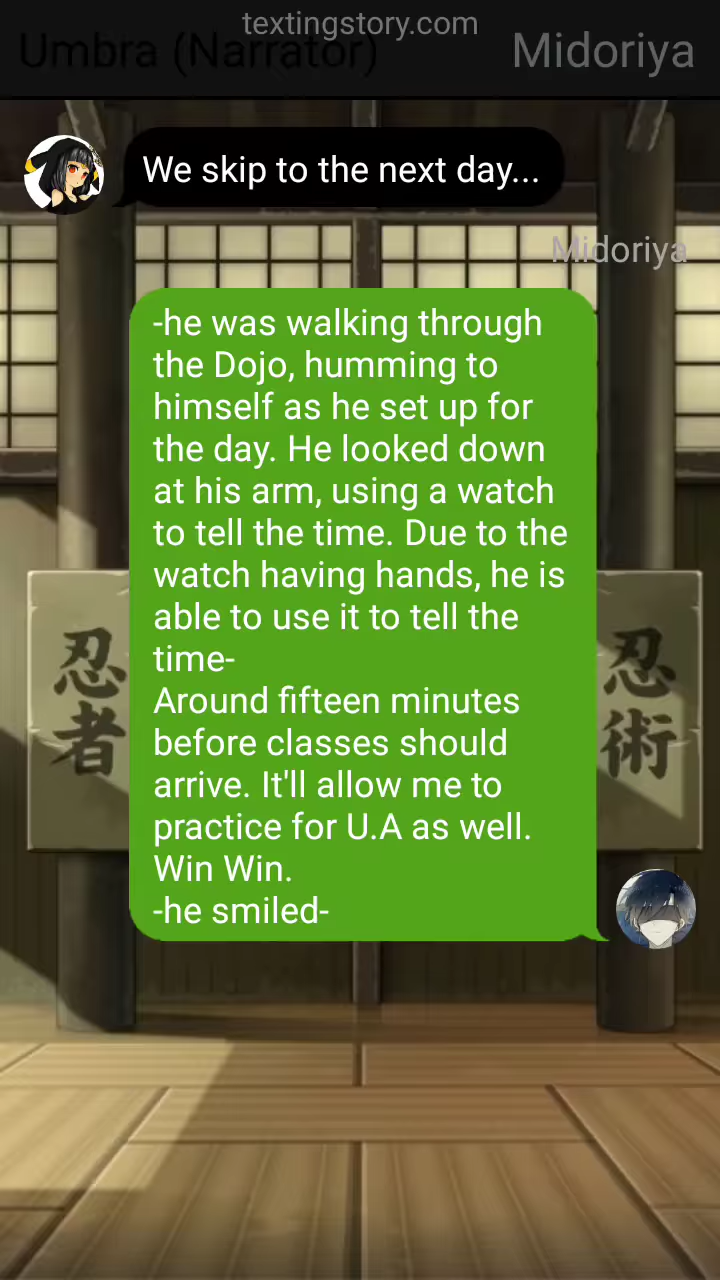 textingstory.com
Umbra (Narrator) Midoriya
We skip to the next day...
Midoriya
-he was walking through
the Dojo, humming to
himself as he set up for
the day. He looked down
at his arm, using a watch
to tell the time. Due to the
watch having hands, he is
able to use it to tell the
time-
Around fifteen minutes
before classes should
arrive. It'll allow me to
practice for U.A as well.
Win Win.
-he smiled-
忍者
忍術